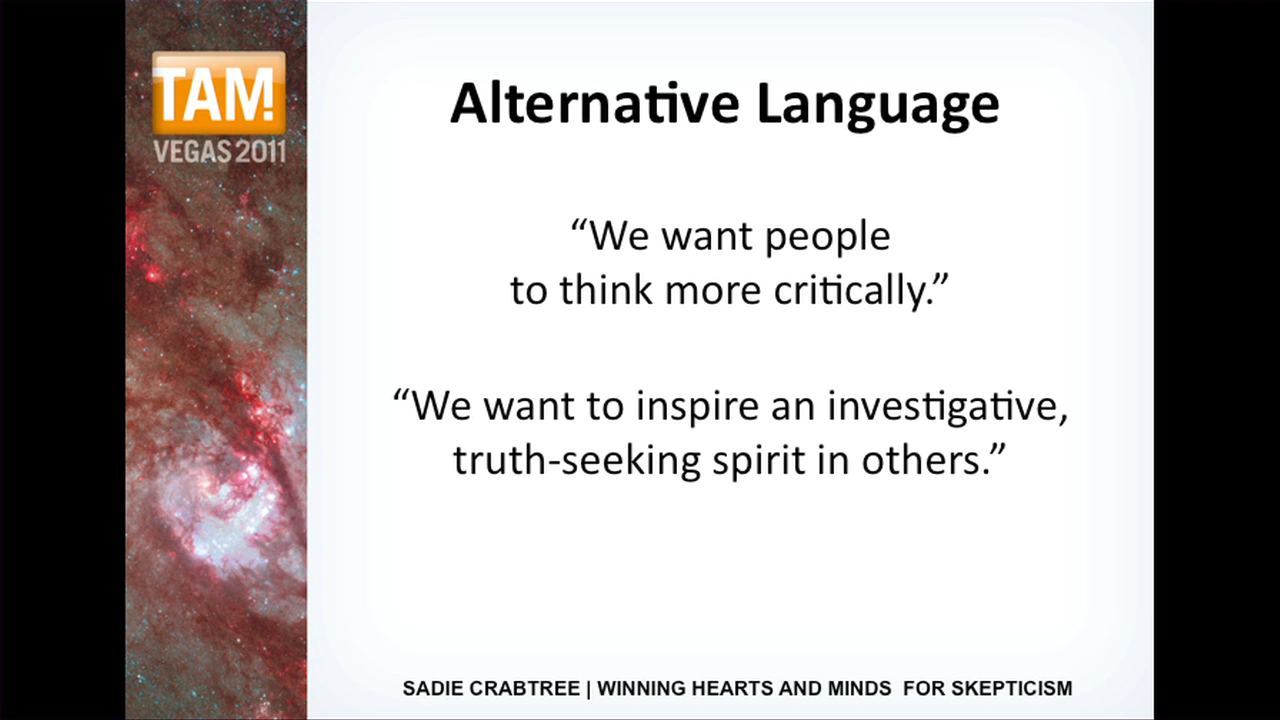 TAM!
VEGAS 2011
Alternative Language
“We want people
to think more critically.”
“We want to inspire an investigative,
truth-seeking spirit in others.”
SADIE CRABTREE | WINNING HEARTS AND MINDS  FOR SKEPTICISM